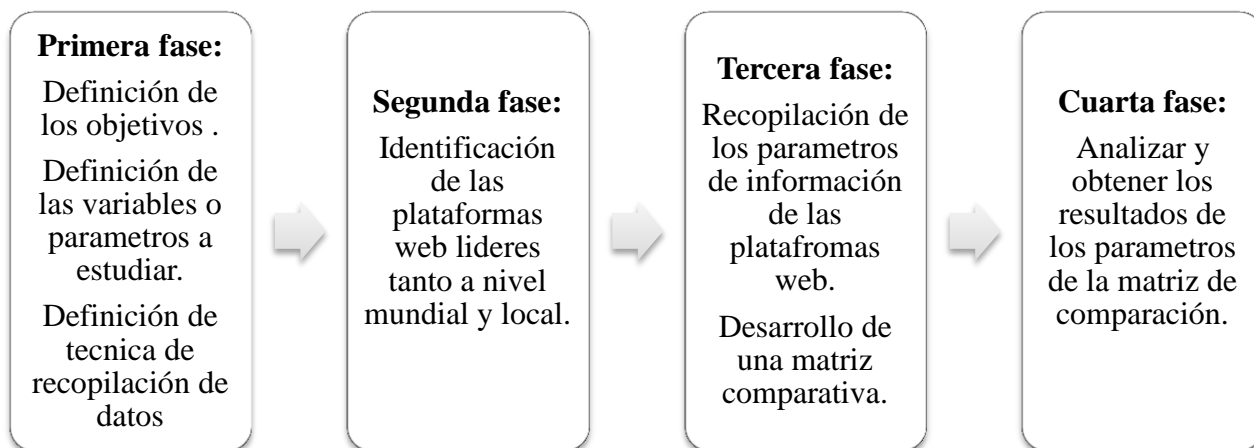 Primera fase:
Definición de
los objetivos .
Definición de
las variables o
parametros a
estudiar.
Definición de
tecnica de
recopilación de
datos
Segunda fase:
Identificación
de las
plataformas
web lideres
tanto a nivel
mundial y local.
Tercera fase:
Recopilación de
los parametros
de información
de las
platafromas
web.
Desarrollo de
una matriz
comparativa.
Cuarta fase:
Analizar y
obtener los
resultados de
los parametros
de la matriz de
comparación.